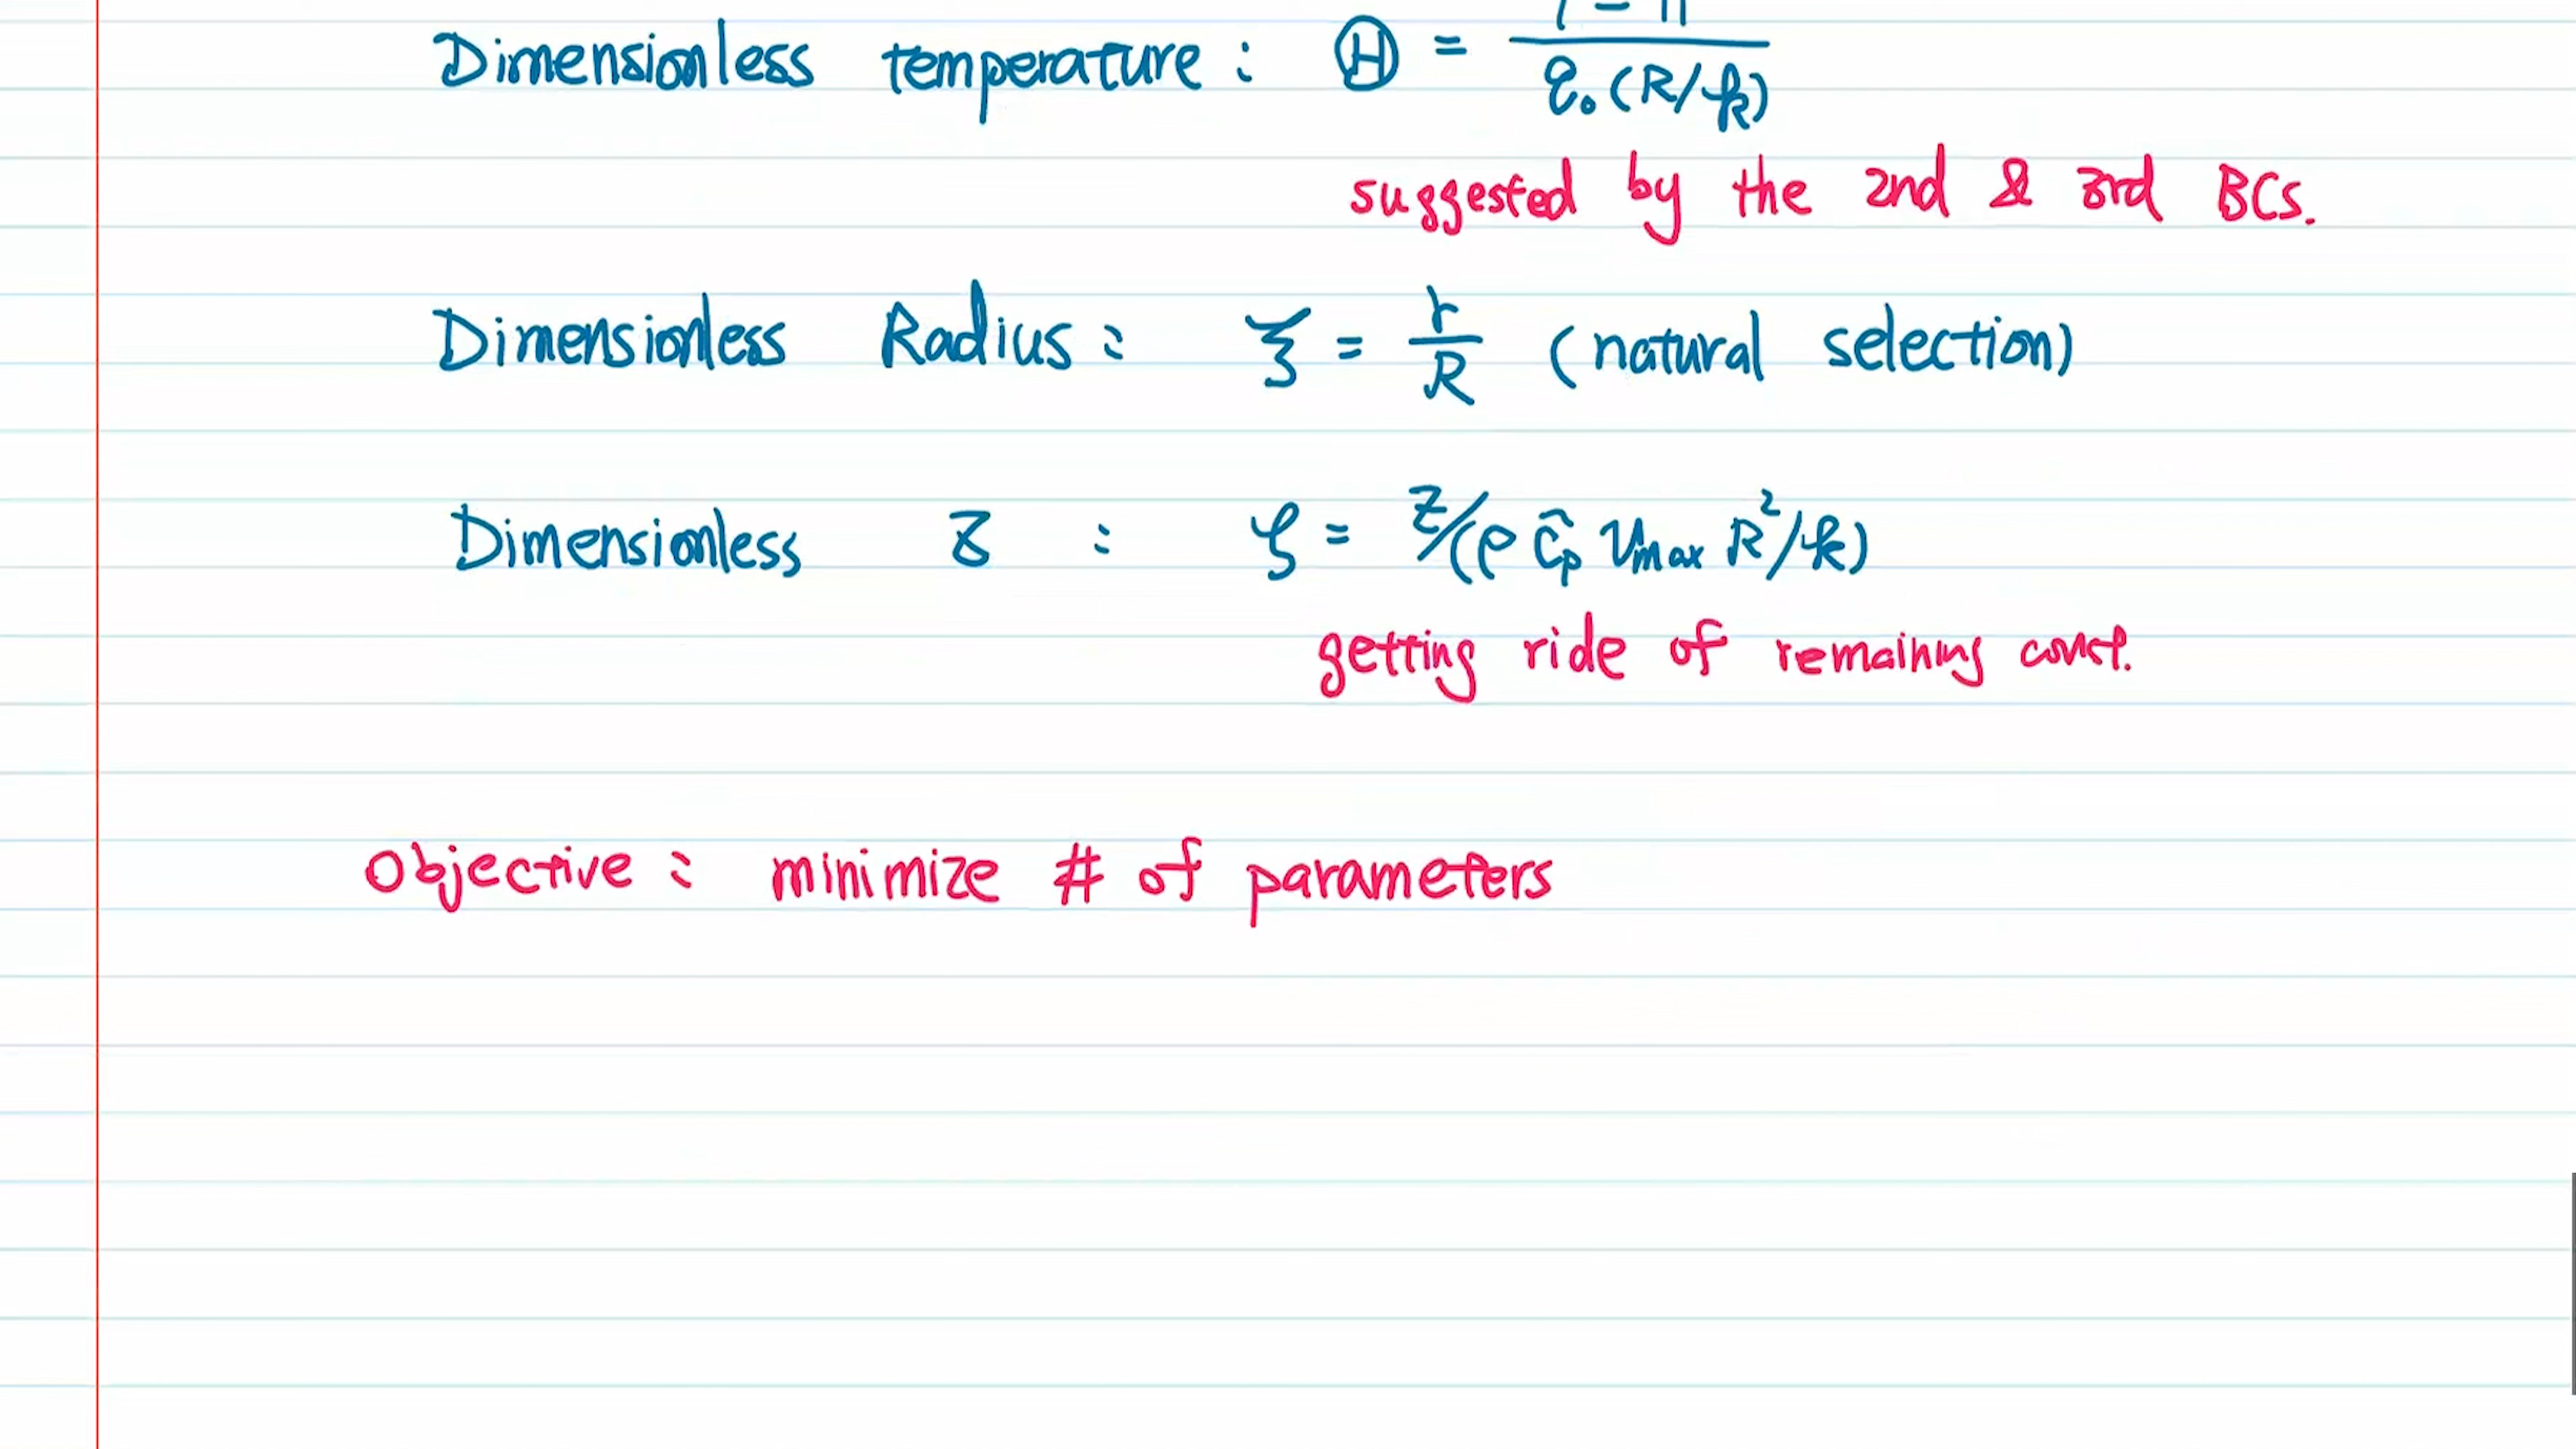 Dimensionless temperature : Θ = / q₀(R/k)
suggested by the 2nd & 3rd BCs.
Dimensionless Radius : ξ = r/R (natural selection)
Dimensionless z : ζ = z/(ρ Ĉp vmax R²/k)
getting ride of remaining const.
Objective : minimize # of parameters